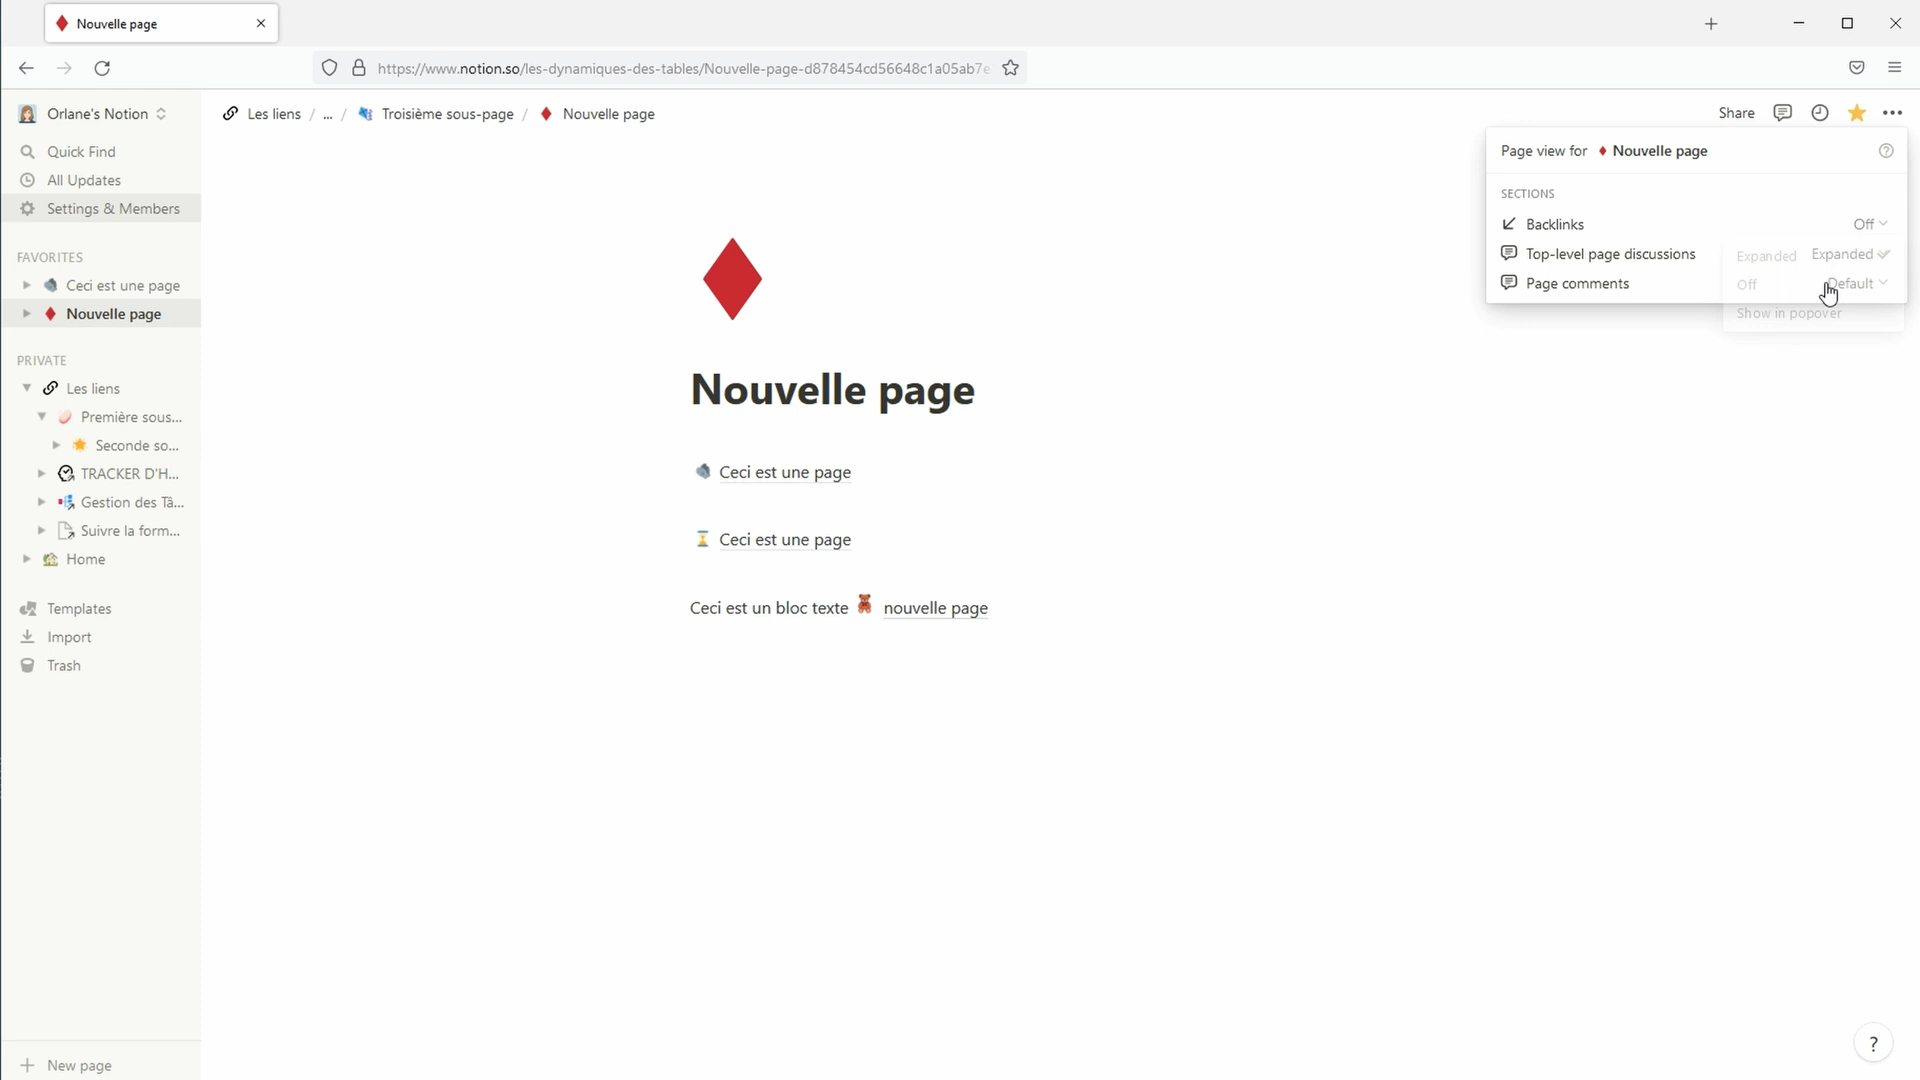 Nouvelle page
https://www.notion.so/les-dynamiques-des-tables/Nouvelle-page-d878454cd56648c1a05ab7e
Orlane's Notion
Les liens / ... / Troisième sous-page / Nouvelle page
Share
Quick Find
All Updates
Settings & Members
FAVORITES
Ceci est une page
Nouvelle page
PRIVATE
Les liens
Première sous...
Seconde so...
TRACKER D'H...
Gestion des Tâ...
Suivre la form...
Home
Templates
Import
Trash
New page
Nouvelle page
Ceci est une page
Ceci est une page
Ceci est un bloc texte nouvelle page
Page view for Nouvelle page
SECTIONS
Backlinks Off
Top-level page discussions Expanded Expanded
Page comments Off Default
Show in popover
?